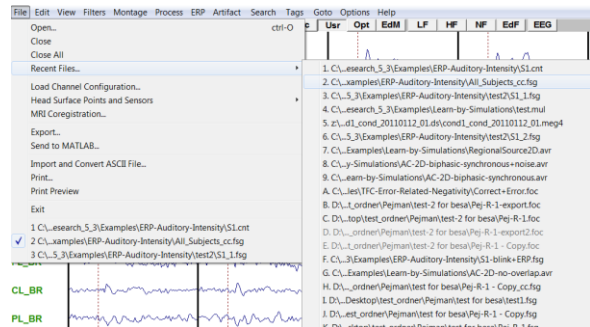 File Edit View Filters Montage Process ERP Artifact Search Tags Goto Options Help
Usr Opt EdM LF HF NF EdF EEG
Open... ctrl-O
Close
Close All
Recent Files...
Load Channel Configuration...
Head Surface Points and Sensors
MRI Coregistration...
Export...
Send to MATLAB...
Import and Convert ASCII File...
Print...
Print Preview
Exit
1 C:\...esearch_5_3\Examples\ERP-Auditory-Intensity\S1.cnt
2 C:\...xamples\ERP-Auditory-Intensity\All_Subjects_cc.fsg
3 C:\...5_3\Examples\ERP-Auditory-Intensity\test2\S1_1.fsg
1. C:\...esearch_5_3\Examples\ERP-Auditory-Intensity\S1.cnt
2. C:\...xamples\ERP-Auditory-Intensity\All_Subjects_cc.fsg
3. C:\...5_3\Examples\ERP-Auditory-Intensity\test2\S1_1.fsg
4. C:\...esearch_5_3\Examples\Learn-by-Simulations\test.mul
5. z:\...d1_cond_20110112_01.ds\cond1_cond_20110112_01.meg4
6. C:\...5_3\Examples\ERP-Auditory-Intensity\test2\S1_2.fsg
7. C:\...Examples\Learn-by-Simulations\RegionalSource2D.avr
8. C:\...y-Simulations\AC-2D-biphasic-synchronous+noise.avr
9. C:\...earn-by-Simulations\AC-2D-biphasic-synchronous.avr
A. C:\...les\TFC-Error-Related-Negativity\Correct+Error.foc
B. D:\...t_ordner\Pejman\test-2 for besa\Pej-R-1-export.foc
C. D:\...top\test_ordner\Pejman\test-2 for besa\Pej-R-1.foc
D. D:\..._ordner\Pejman\test-2 for besa\Pej-R-1-export2.foc
E. D:\...t_ordner\Pejman\test-2 for besa\Pej-R-1 - Copy.foc
F. C:\...3\Examples\ERP-Auditory-Intensity\S1-blink+ERP.fsg
G. C:\...Examples\Learn-by-Simulations\AC-2D-no-overlap.avr
H. D:\...ordner\Pejman\test for besa\Pej-R-1 - Copy_cc.fsg
I. D:\...Desktop\test_ordner\Pejman\test for besa\test1.fsg
J. D:\...est_ordner\Pejman\test for besa\Pej-R-1 - Copy.fsg
CL_BR
PL_BR